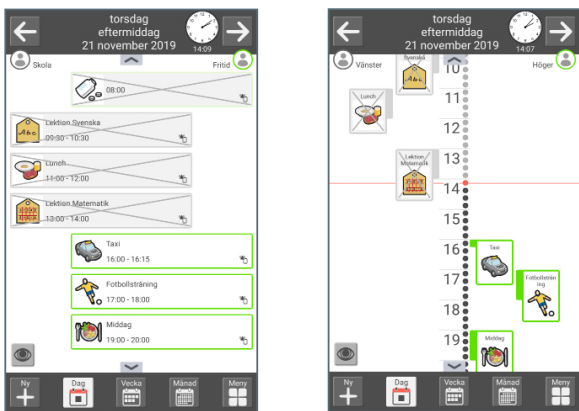 torsdag
eftermiddag
21 november 2019
14:09
Skola
Fritid
08:00
Lektion Svenska
09:30 - 10:30
Lunch
11:00 - 12:00
Lektion Matematik
13:00 - 14:00
Taxi
16:00 - 16:15
Fotbollsträning
17:00 - 18:00
Middag
19:00 - 20:00
Ny
Dag
Vecka
Månad
Meny
torsdag
eftermiddag
21 november 2019
14:07
Vänster
Höger
Svenska
Abc
10
Lunch
11
12
Lektion
Matematik
13
14
15
16
Taxi
17
Fotbollsträn
ing
18
19
Middag
Ny
Dag
Vecka
Månad
Meny